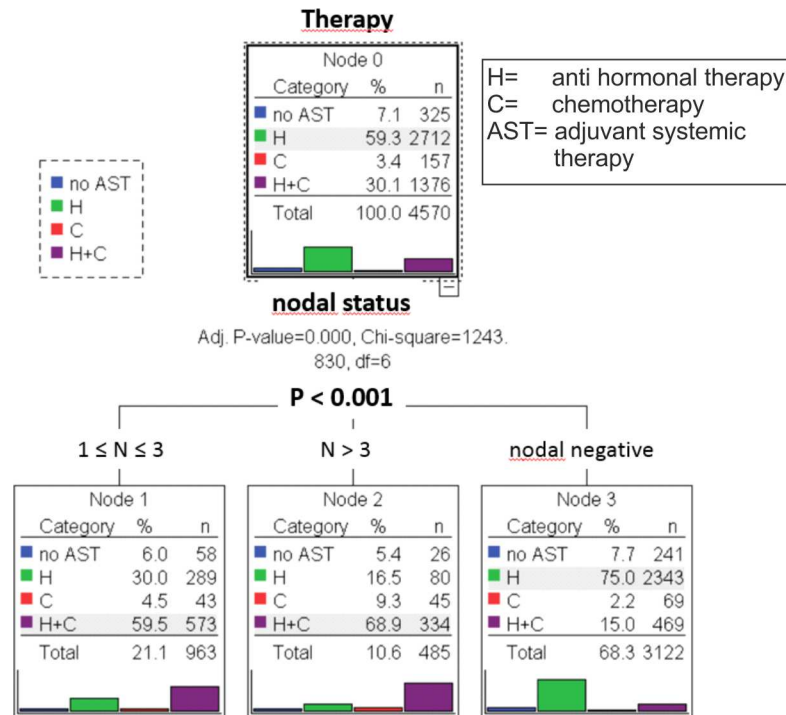 Therapy
Node 0
Category % n
no AST 7.1 325
H 59.3 2712
C 3.4 157
H+C 30.1 1376
Total 100.0 4570
H= anti hormonal therapy
C= chemotherapy
AST= adjuvant systemic
therapy
no AST
H
C
H+C
nodal status
Adj. P-value=0.000, Chi-square=1243.
830, df=6
P < 0.001
1 ≤ N ≤ 3
N > 3
nodal negative
Node 1
Category % n
no AST 6.0 58
H 30.0 289
C 4.5 43
H+C 59.5 573
Total 21.1 963
Node 2
Category % n
no AST 5.4 26
H 16.5 80
C 9.3 45
H+C 68.9 334
Total 10.6 485
Node 3
Category % n
no AST 7.7 241
H 75.0 2343
C 2.2 69
H+C 15.0 469
Total 68.3 3122